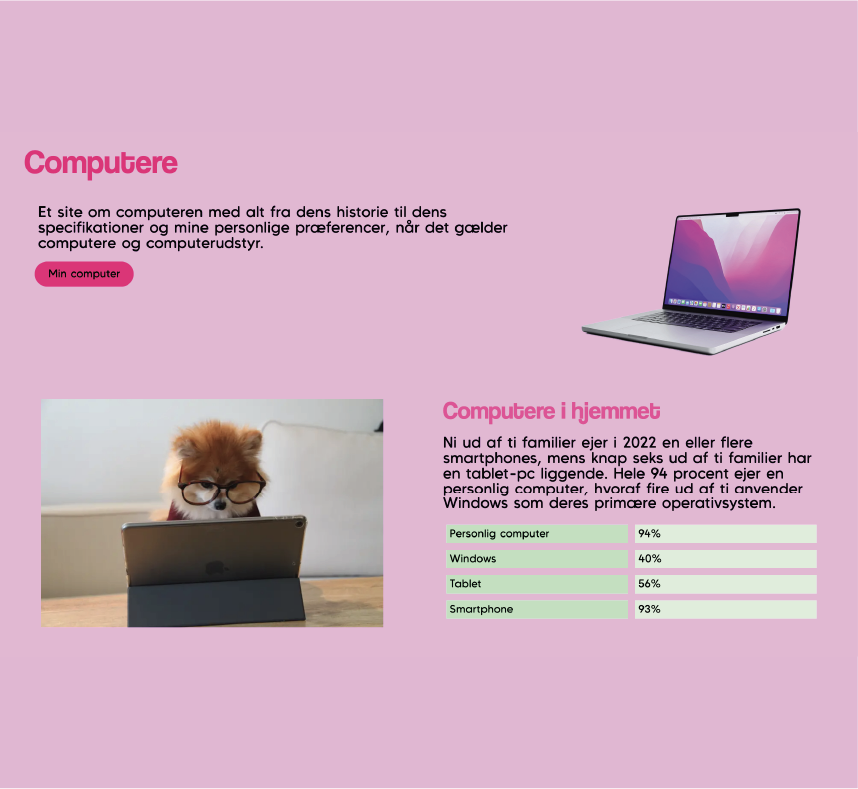 Computere
Et site om computeren med alt fra dens historie til dens
specifikationer og mine personlige præferencer, når det gælder
computere og computerudstyr.
Min computer
Computere i hjemmet
Ni ud af ti familier ejer i 2022 en eller flere
smartphones, mens knap seks ud af ti familier har
en tablet-pc liggende. Hele 94 procent ejer en
personlig computer, hvoraf fire ud af ti anvender
Windows som deres primære operativsystem.
Personlig computer 94%
Windows 40%
Tablet 56%
Smartphone 93%